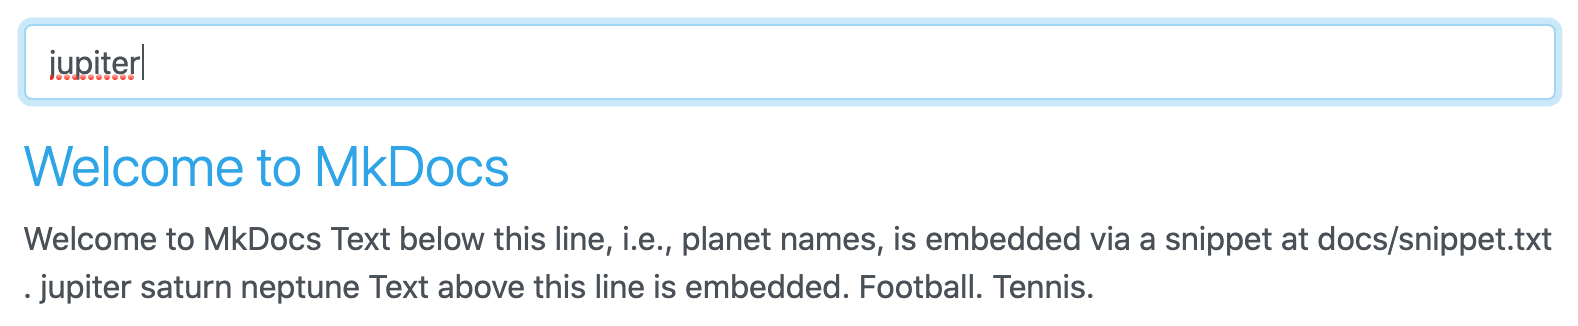 jupiter
Welcome to MkDocs
Welcome to MkDocs Text below this line, i.e., planet names, is embedded via a snippet at docs/snippet.txt
. jupiter saturn neptune Text above this line is embedded. Football. Tennis.